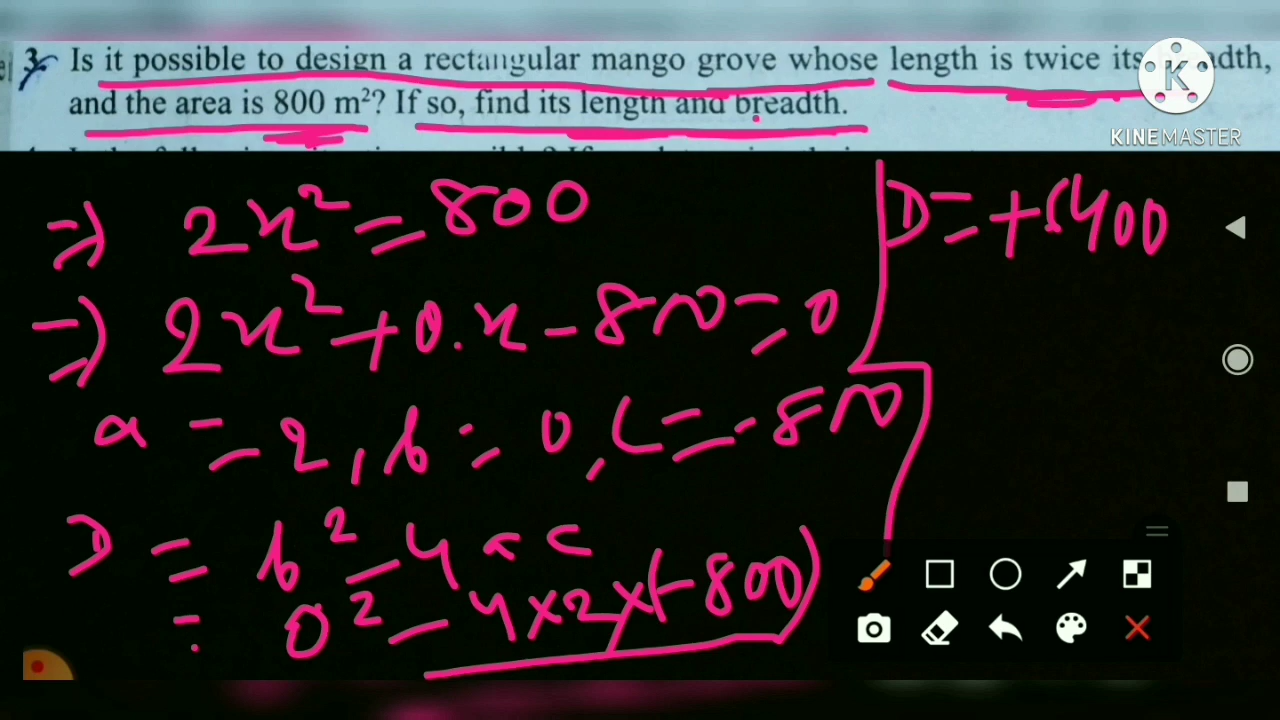 3. Is it possible to design a rectangular mango grove whose length is twice its
and the area is 800 m²? If so, find its length and breadth.
K
KINEMASTER
⇒ 2x² = 800
⇒ 2x² + 0.x - 800 = 0
a = 2, b = 0, c = -800
D = b² - 4ac
= 0² - 4×2×(-800)
D = +6400